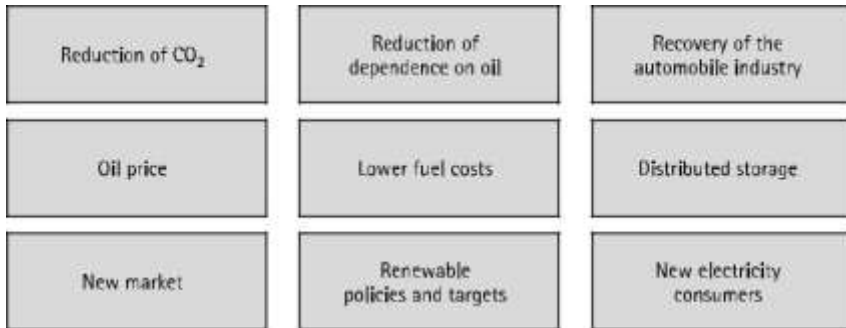 Reduction of CO₂
Reduction of
dependence on oil
Recovery of the
automobile industry
Oil price
Lower fuel costs
Distributed storage
New market
Renewable
policies and targets
New electricity
consumers